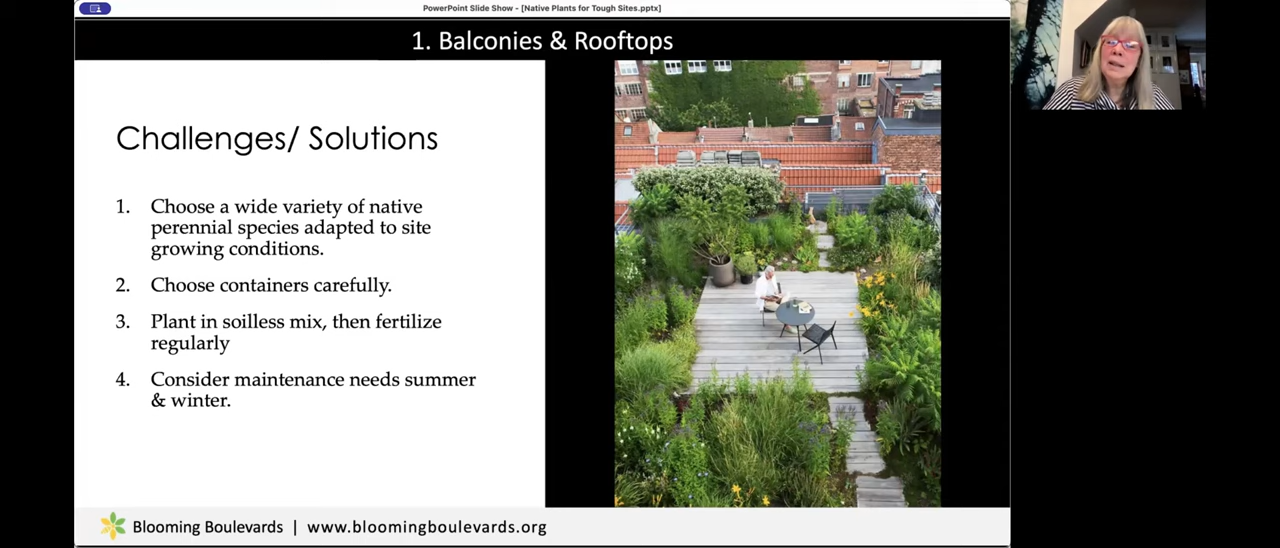 PowerPoint Slide Show - [Native Plants for Tough Sites.pptx]
1. Balconies & Rooftops
Challenges/ Solutions
1. Choose a wide variety of native
perennial species adapted to site
growing conditions.
2. Choose containers carefully.
3. Plant in soilless mix, then fertilize
regularly
4. Consider maintenance needs summer
& winter.
Blooming Boulevards | www.bloomingboulevards.org